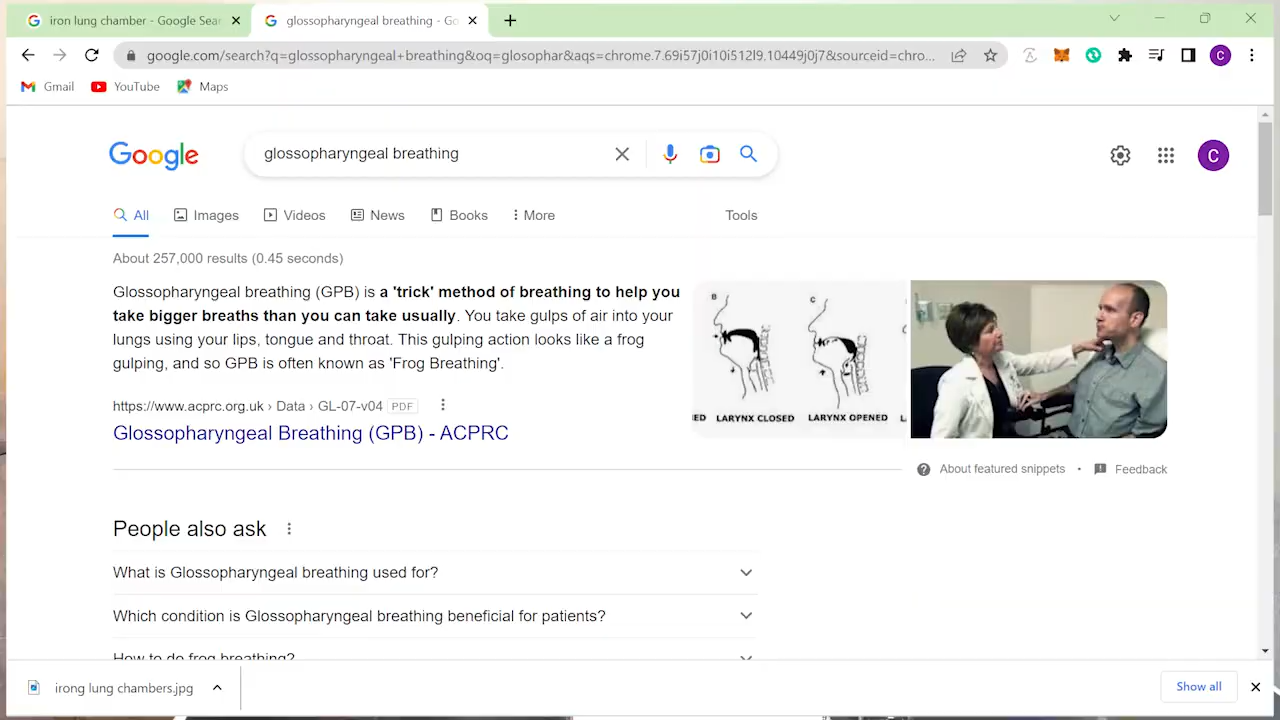 iron lung chamber - Google Sea
glossopharyngeal breathing - Go
google.com/search?q=glossopharyngeal+breathing&oq=glosophar&aqs=chrome.7.69i57j0i10i512l9.10449j0j7&sourceid=chro...
C
Gmail
YouTube
Maps
Google
glossopharyngeal breathing
C
All
Images
Videos
News
Books
More
Tools
About 257,000 results (0.45 seconds)
Glossopharyngeal breathing (GPB) is a 'trick' method of breathing to help you
take bigger breaths than you can take usually. You take gulps of air into your
lungs using your lips, tongue and throat. This gulping action looks like a frog
gulping, and so GPB is often known as 'Frog Breathing'.
B
C
ED
LARYNX CLOSED
LARYNX OPENED
L
https://www.acprc.org.uk › Data › GL-07-v04
PDF
Glossopharyngeal Breathing (GPB) - ACPRC
About featured snippets
•
Feedback
People also ask
What is Glossopharyngeal breathing used for?
Which condition is Glossopharyngeal breathing beneficial for patients?
How to do frog breathing?
irong lung chambers.jpg
Show all